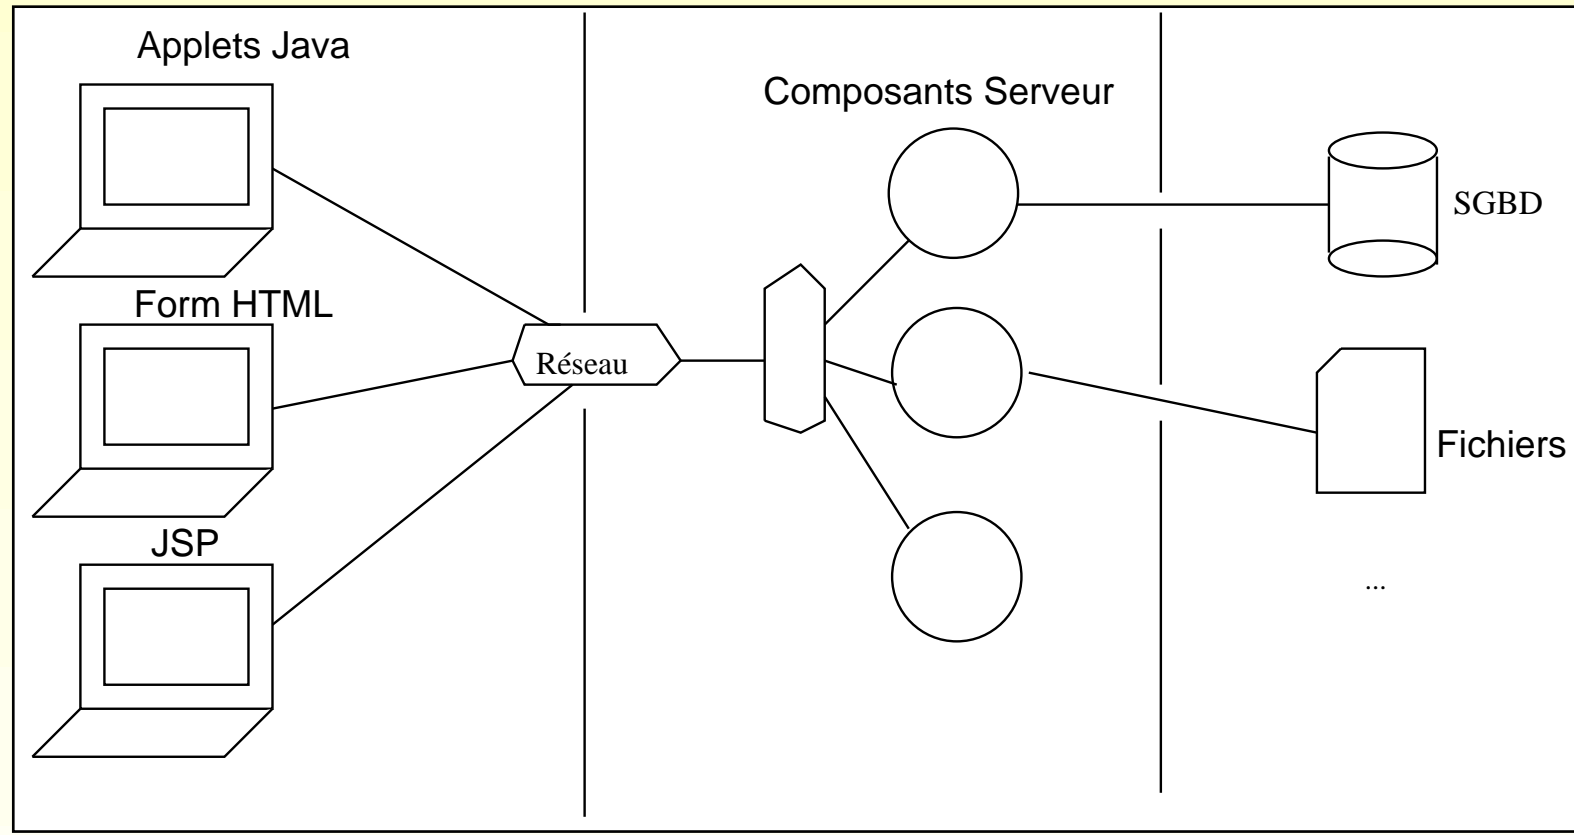 Applets Java
Composants Serveur
SGBD
Form HTML
Réseau
Fichiers
JSP
...